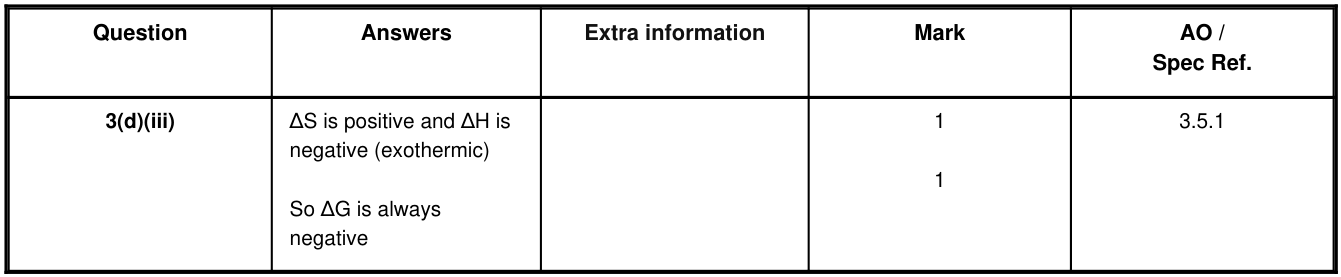 Question Answers Extra information Mark AO /
Spec Ref.
3(d)(iii) ΔS is positive and ΔH is 1 3.5.1
negative (exothermic)
1
So ΔG is always
negative